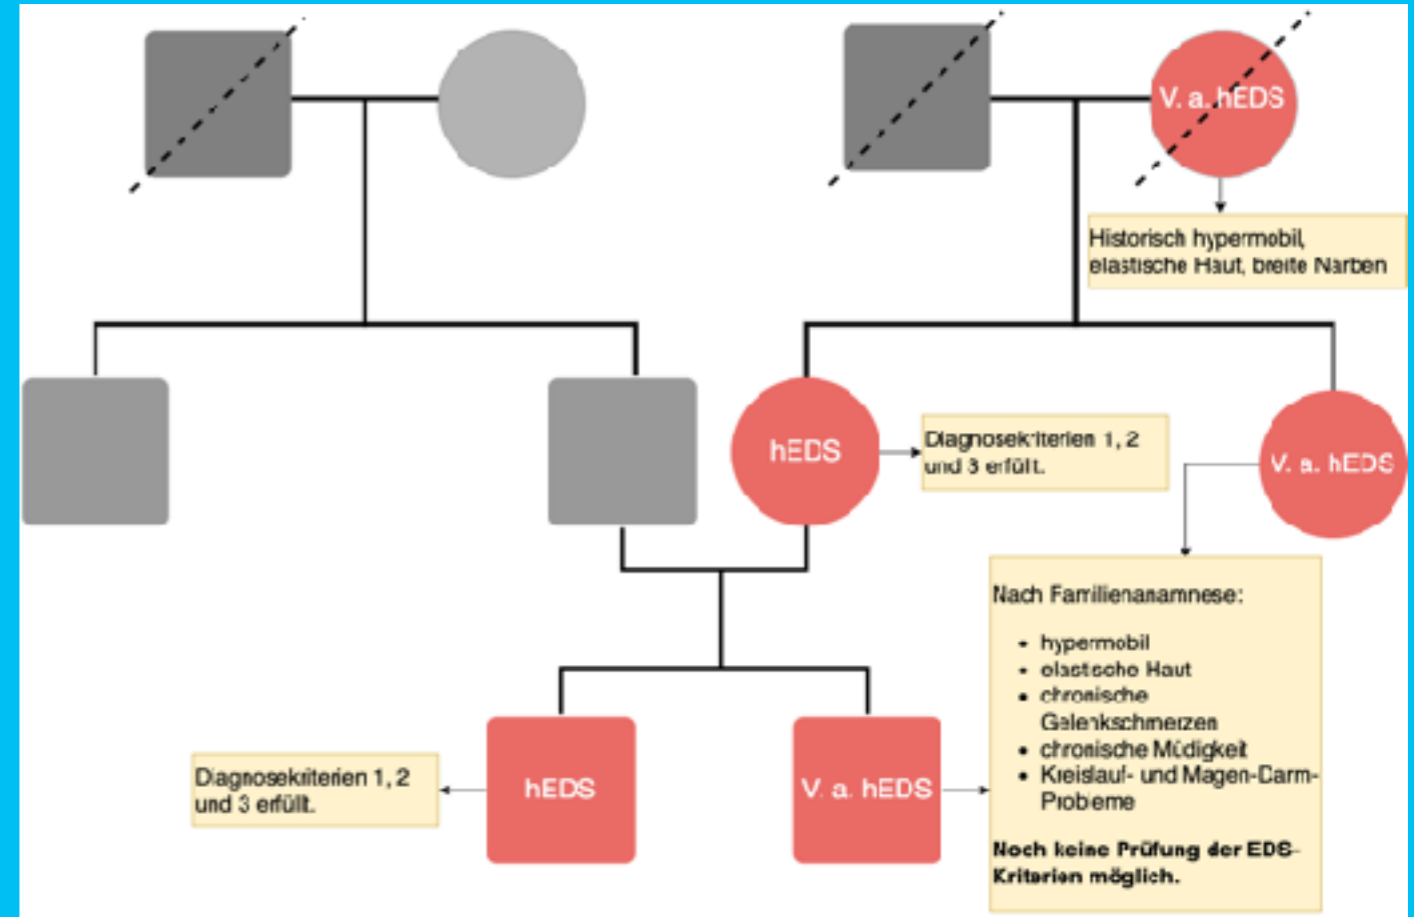 V. a. hEDS
Historisch hypermobil,
elastische Haut, breite Narben
hEDS
Diagnosekriterien 1, 2
und 3 erfüllt.
V. a. hEDS
Nach Familienanamnese:
• hypermobil
• elastische Haut
• chronische
Gelenkschmerzen
• chronische Müdigkeit
• Kreislauf- und Magen-Darm-
Probleme
Noch keine Prüfung der EDS-
Kriterien möglich.
Diagnosekriterien 1, 2
und 3 erfüllt.
hEDS
V. a. hEDS